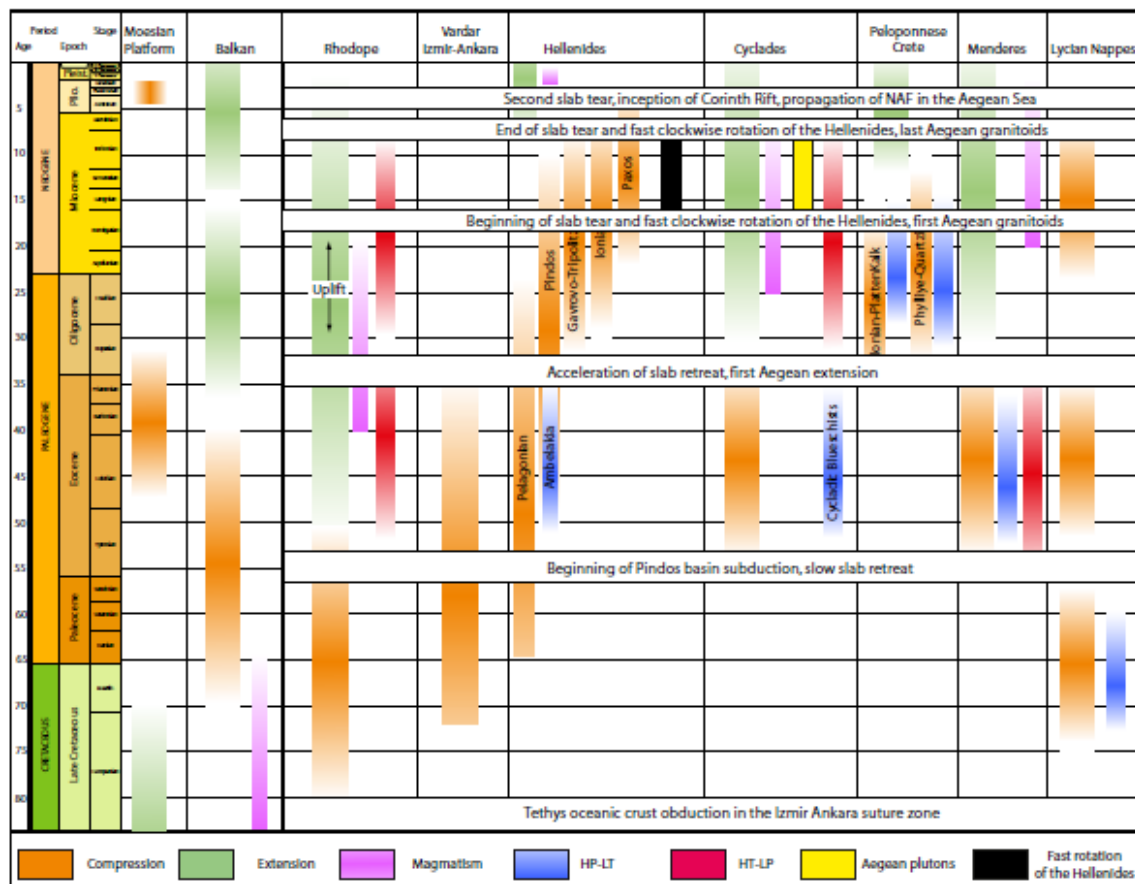 Period
Stage
Age
Epoch
Moesian
Platform
Balkan
Rhodope
Vardar
Izmir-Ankara
Hellenides
Cyclades
Peloponnese
Crete
Menderes
Lycian Nappes
Pleist.
Plio.
5
Second slab tear, inception of Corinth Rift, propagation of NAF in the Aegean Sea
End of slab tear and fast clockwise rotation of the Hellenides, last Aegean granitoids
NEOGENE
Miocene
10
15
Paxos
Beginning of slab tear and fast clockwise rotation of the Hellenides, first Aegean granitoids
20
25
30
Uplift
Pindos
Gavrovo-Tripolitz
Ionia
Ionian-PlattenKalk
Phyllye-Quartz
Oligocene
PALEOGENE
Acceleration of slab retreat, first Aegean extension
35
40
45
50
Eocene
Pelagonian
Ambelakia
Cycladic Blueschists
Beginning of Pindos basin subduction, slow slab retreat
55
60
65
Paleocene
CRETACEOUS
Late Cretaceous
70
75
80
Tethys oceanic crust obduction in the Izmir Ankara suture zone
Compression
Extension
Magmatism
HP-LT
HT-LP
Aegean plutons
Fast rotation
of the Hellenides